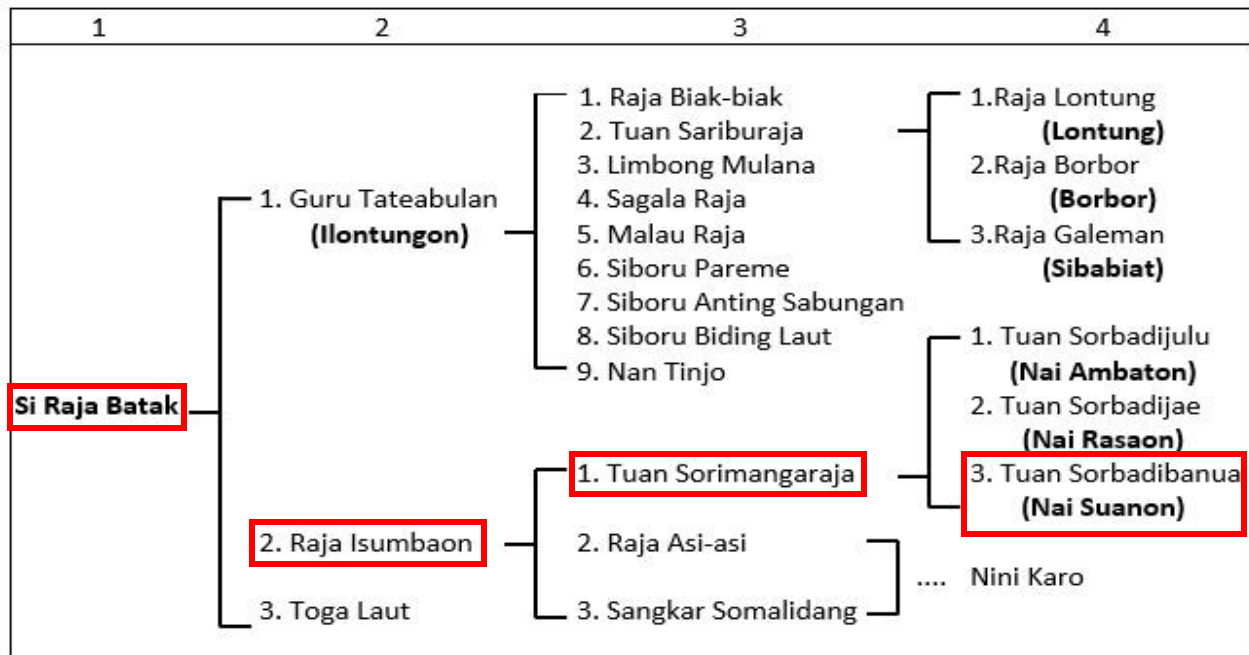 1 2 3 4
Si Raja Batak
1. Guru Tateabulan
(Ilontungon)
2. Raja Isumbaon
3. Toga Laut
1. Raja Biak-biak
2. Tuan Sariburaja
3. Limbong Mulana
4. Sagala Raja
5. Malau Raja
6. Siboru Pareme
7. Siboru Anting Sabungan
8. Siboru Biding Laut
9. Nan Tinjo
1. Tuan Sorimangaraja
2. Raja Asi-asi
3. Sangkar Somalidang
1.Raja Lontung
(Lontung)
2.Raja Borbor
(Borbor)
3.Raja Galeman
(Sibabiat)
1. Tuan Sorbadijulu
(Nai Ambaton)
2. Tuan Sorbadijae
(Nai Rasaon)
3. Tuan Sorbadibanua
(Nai Suanon)
.... Nini Karo